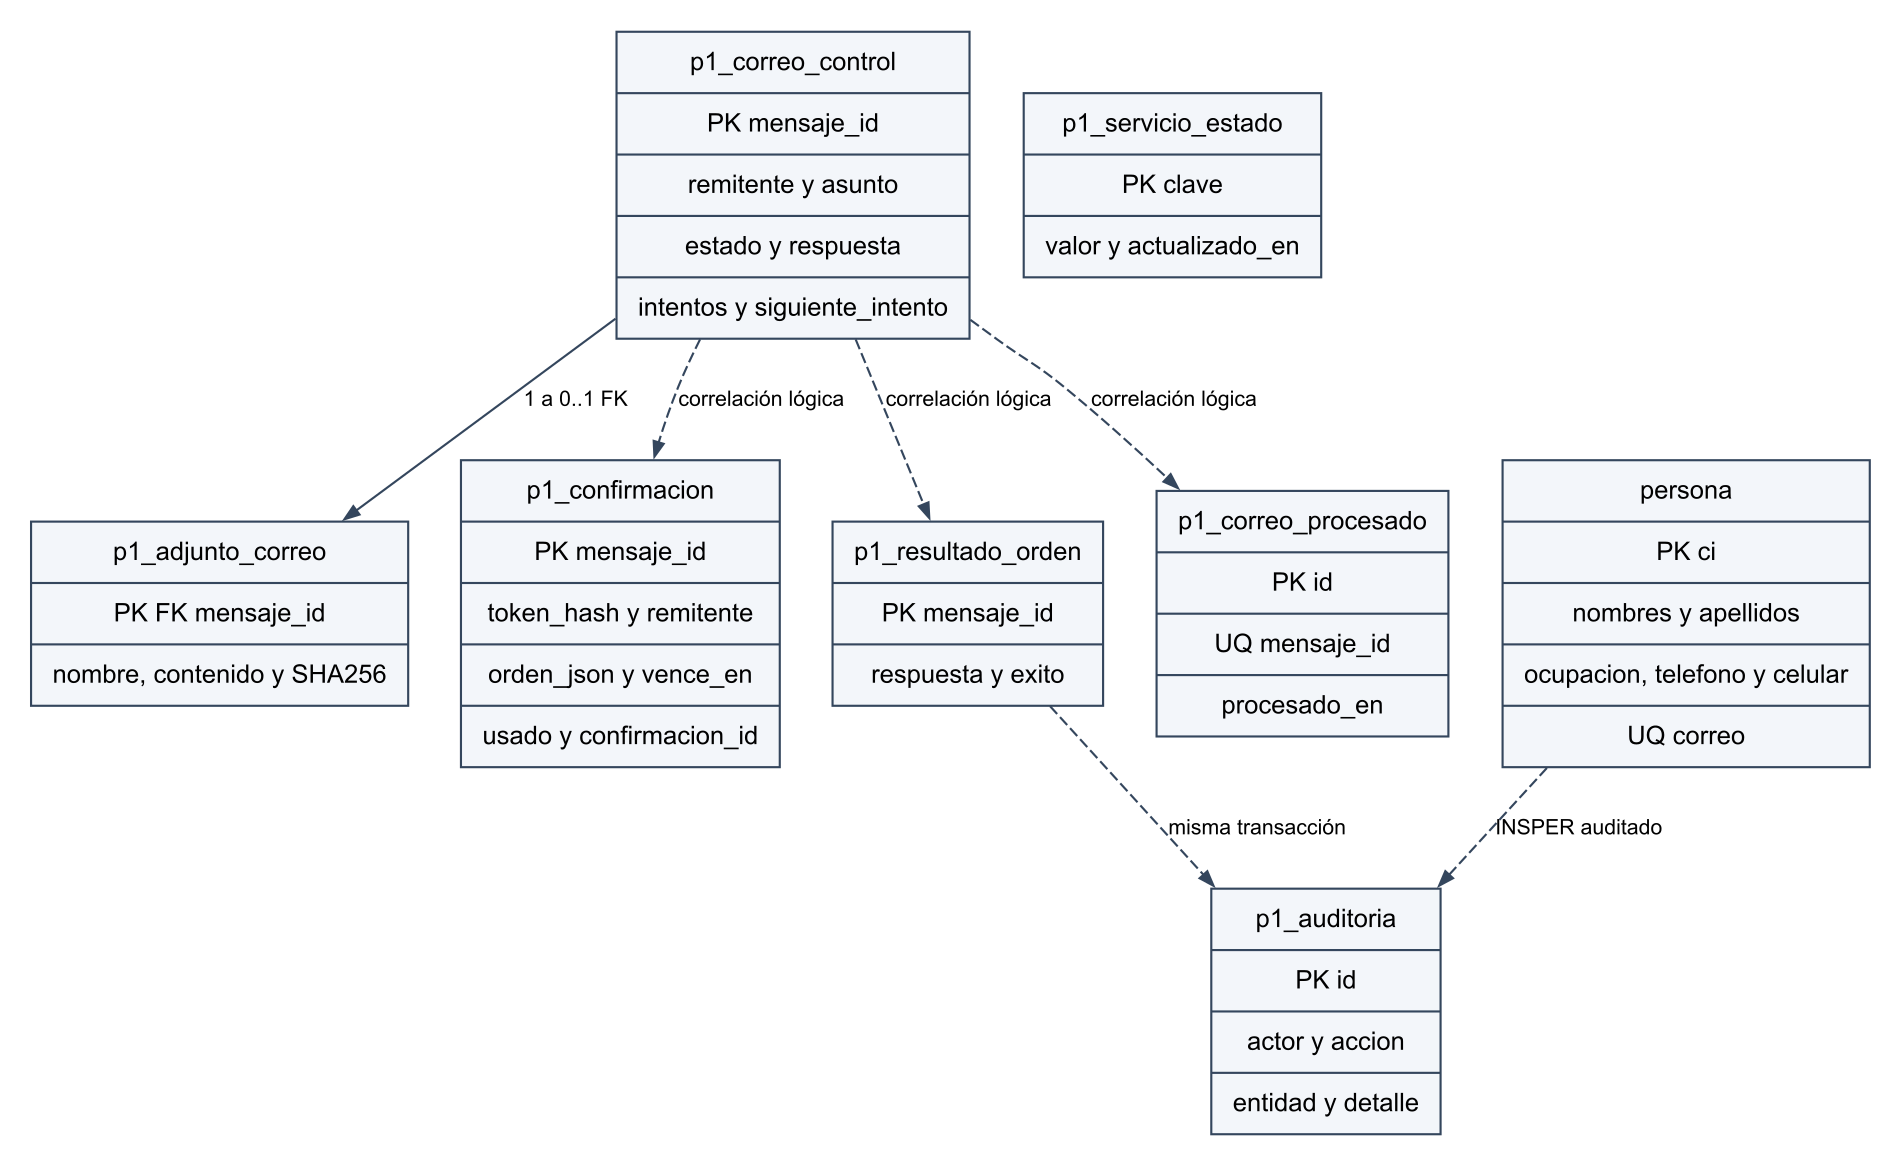 p1_correo_control
PK mensaje_id
remitente y asunto
estado y respuesta
intentos y siguiente_intento
p1_servicio_estado
PK clave
valor y actualizado_en
1 a 0..1 FK
correlación lógica
correlación lógica
correlación lógica
p1_adjunto_correo
PK FK mensaje_id
nombre, contenido y SHA256
p1_confirmacion
PK mensaje_id
token_hash y remitente
orden_json y vence_en
usado y confirmacion_id
p1_resultado_orden
PK mensaje_id
respuesta y exito
p1_correo_procesado
PK id
UQ mensaje_id
procesado_en
persona
PK ci
nombres y apellidos
ocupacion, telefono y celular
UQ correo
misma transacción
INSPER auditado
p1_auditoria
PK id
actor y accion
entidad y detalle